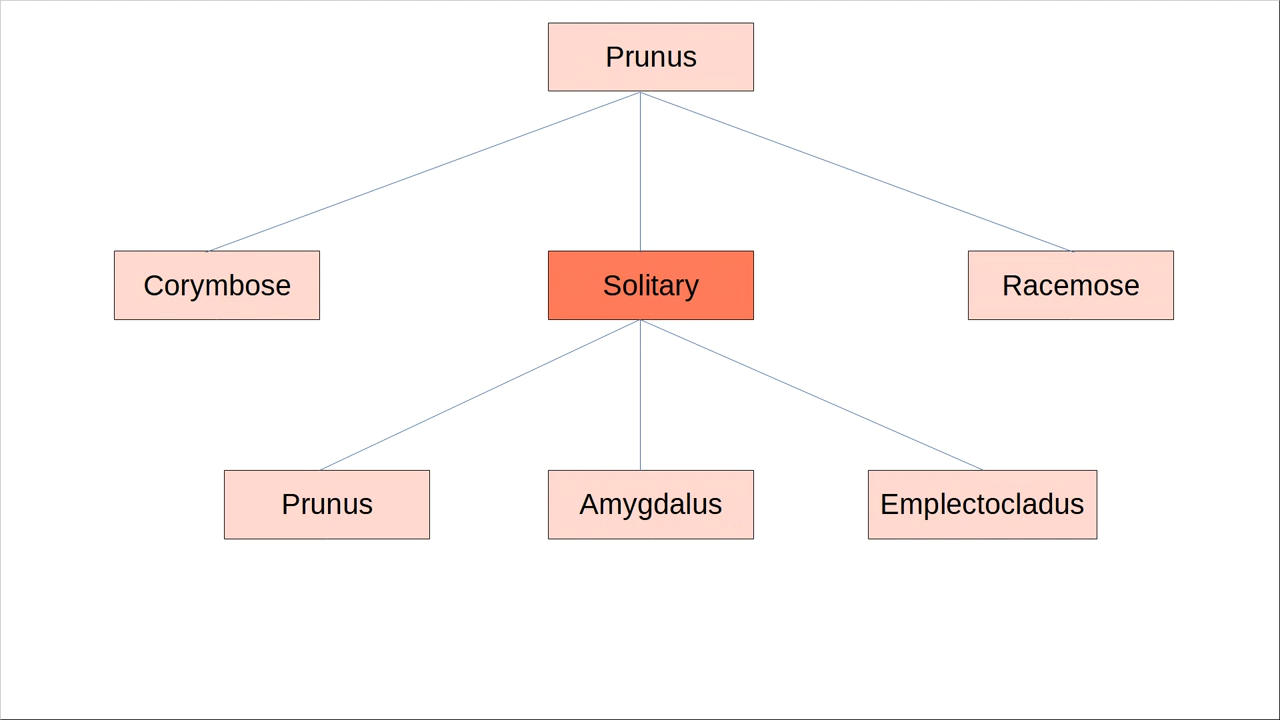 Prunus
Corymbose
Solitary
Racemose
Prunus
Amygdalus
Emplectocladus